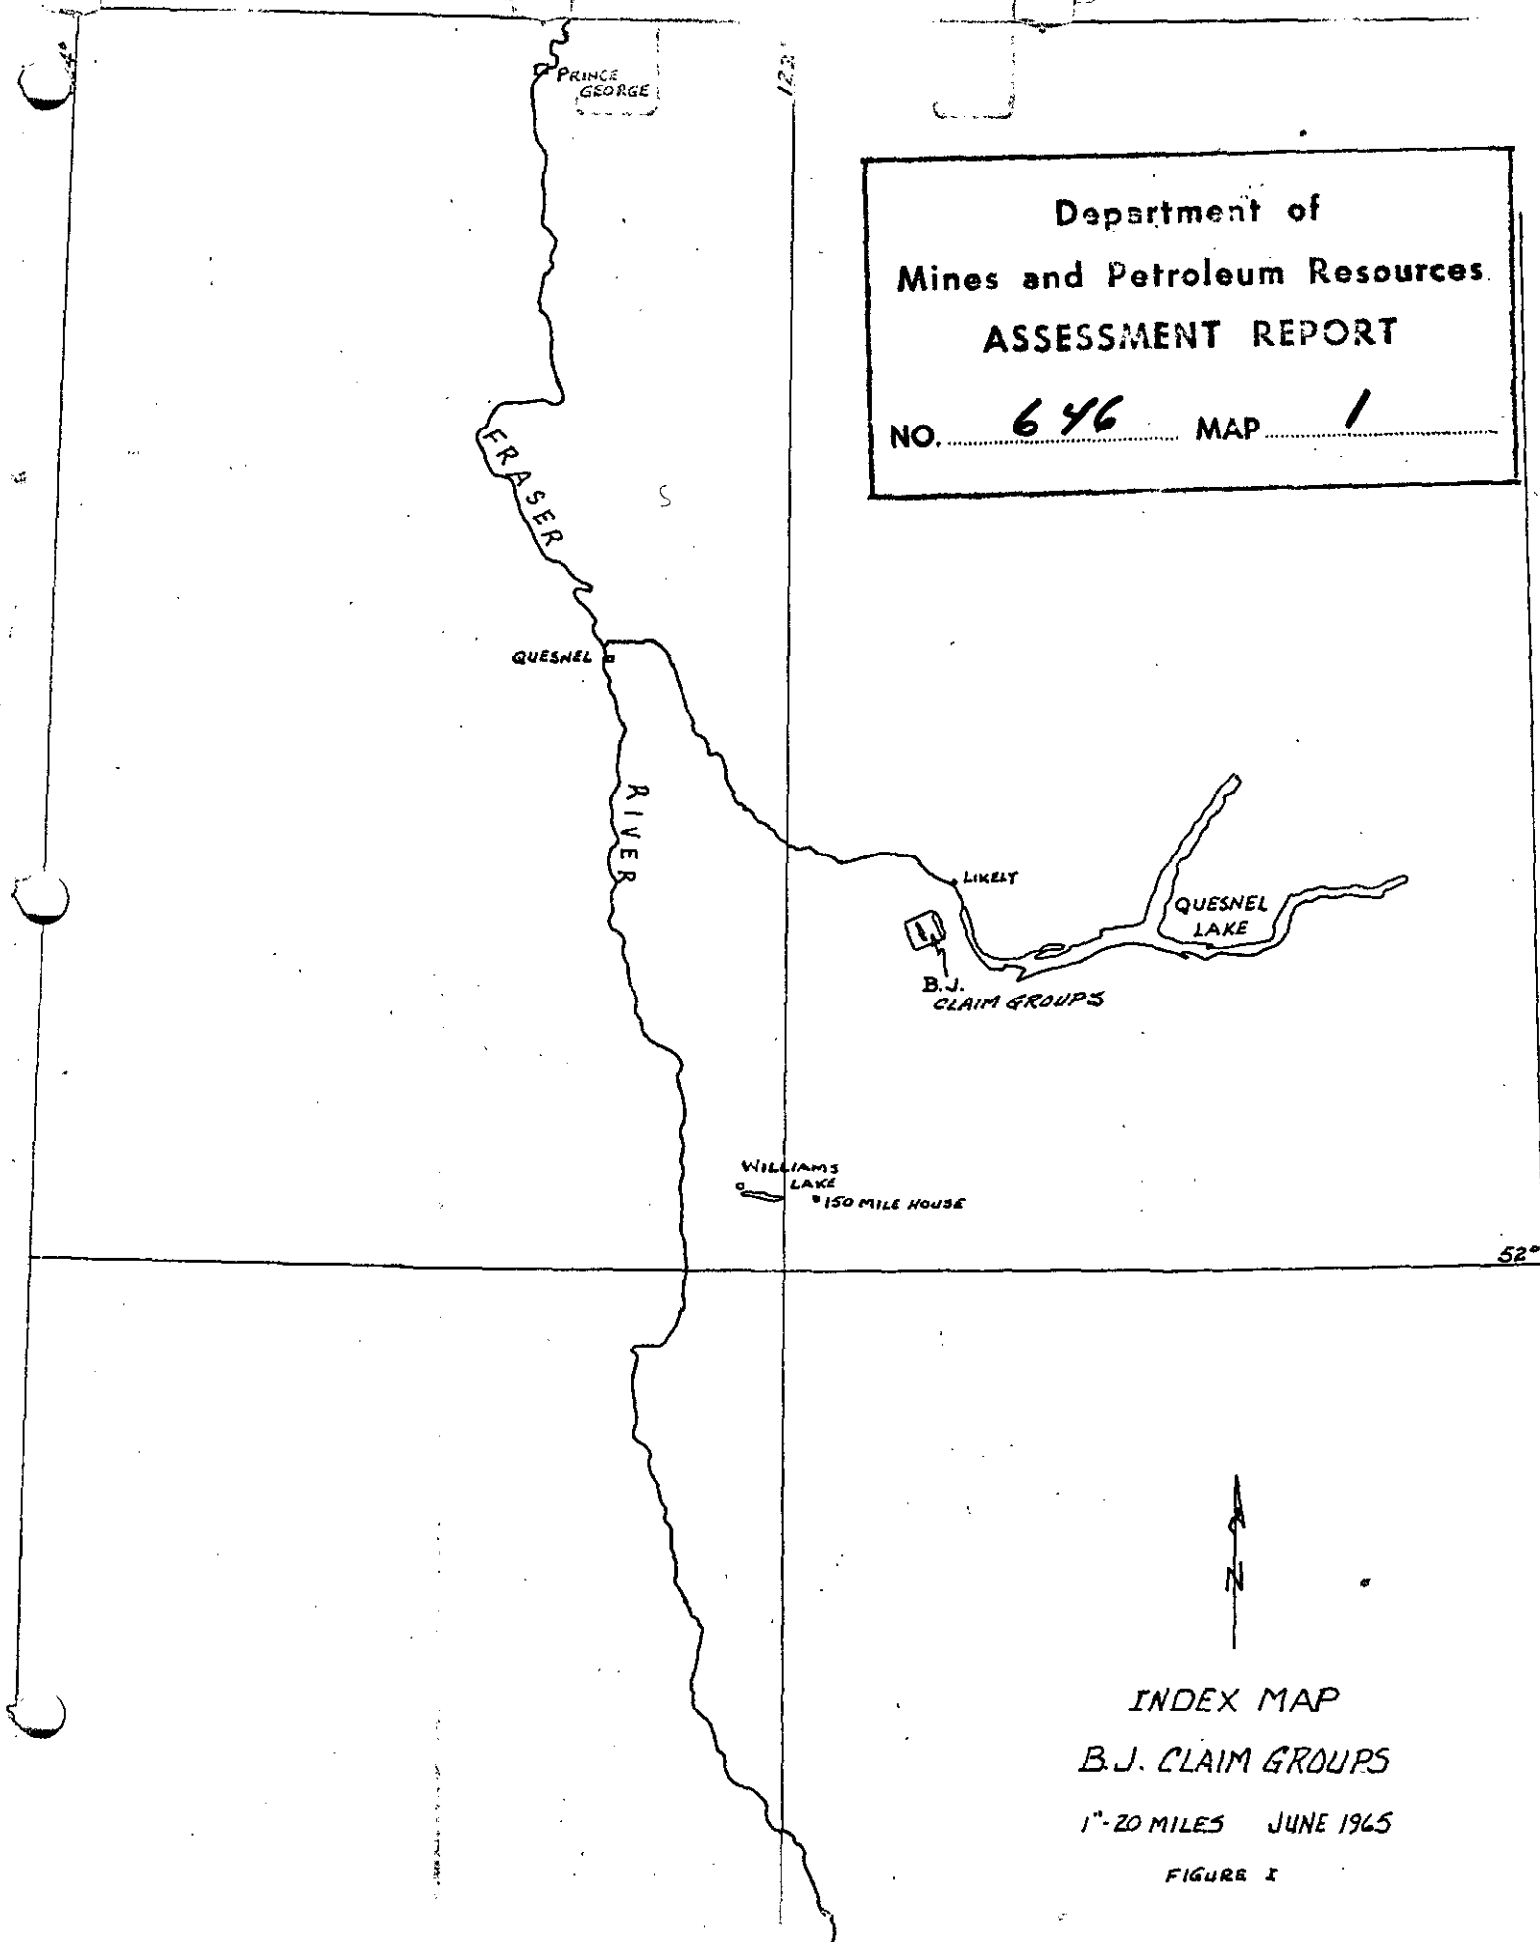 4°
122°
PRINCE
GEORGE
Department of
Mines and Petroleum Resources
ASSESSMENT REPORT
NO. 646 MAP 1
FRASER
QUESNEL
RIVER
LIKELY
QUESNEL
LAKE
B.J.
CLAIM GROUPS
WILLIAMS
LAKE
150 MILE HOUSE
52°
N
INDEX MAP
B.J. CLAIM GROUPS
1"-20 MILES JUNE 1965
FIGURE I